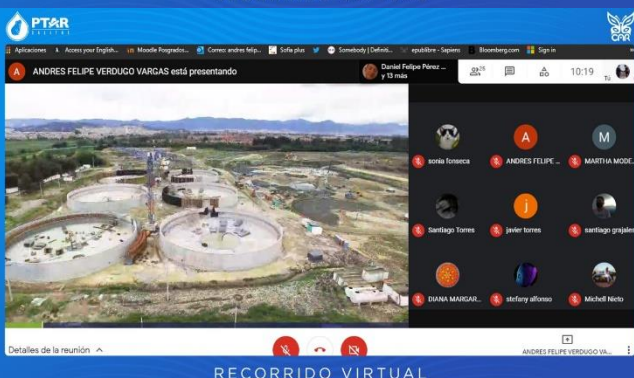 PTAR
SALITRE
CAR
Aplicaciones Access your English... Moodle Posgrados... Correo: andres felip... Sofia plus Somebody | Definiti... epublibre - Sapiens Bloomberg.com Sign in
A ANDRES FELIPE VERDUGO VARGAS está presentando
Daniel Felipe Pérez ...
y 13 más
26
10:19
Tú
sonia fonseca
A
ANDRES FELIPE ...
M
MARTHA MODE...
Santiago Torres
j
javier torres
santiago grajales
DIANA MARGAR...
stefany alfonso
Michell Nieto
Detalles de la reunión
ANDRES FELIPE VERDUGO VA...
RECORRIDO VIRTUAL